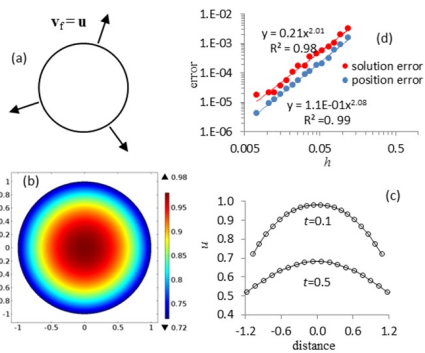 v_f = u
(a)
1.E-02
1.E-03
1.E-04
1.E-05
1.E-06
error
y = 0.21x^2.01
R² = 0.98
(d)
solution error
position error
y = 1.1E-01x^2.08
R² = 0.99
0.005
0.05
0.5
h
(b)
1
0.8
0.6
0.4
0.2
0
0.2
0.4
0.6
0.8
-1
-1
-0.5
0
0.5
1
0.98
0.95
0.90
0.85
0.80
0.75
0.72
(c)
1.0
0.9
0.8
0.7
0.6
0.5
0.4
u
t=0.1
t=0.5
-1.2
-0.6
0.0
0.6
1.2
distance